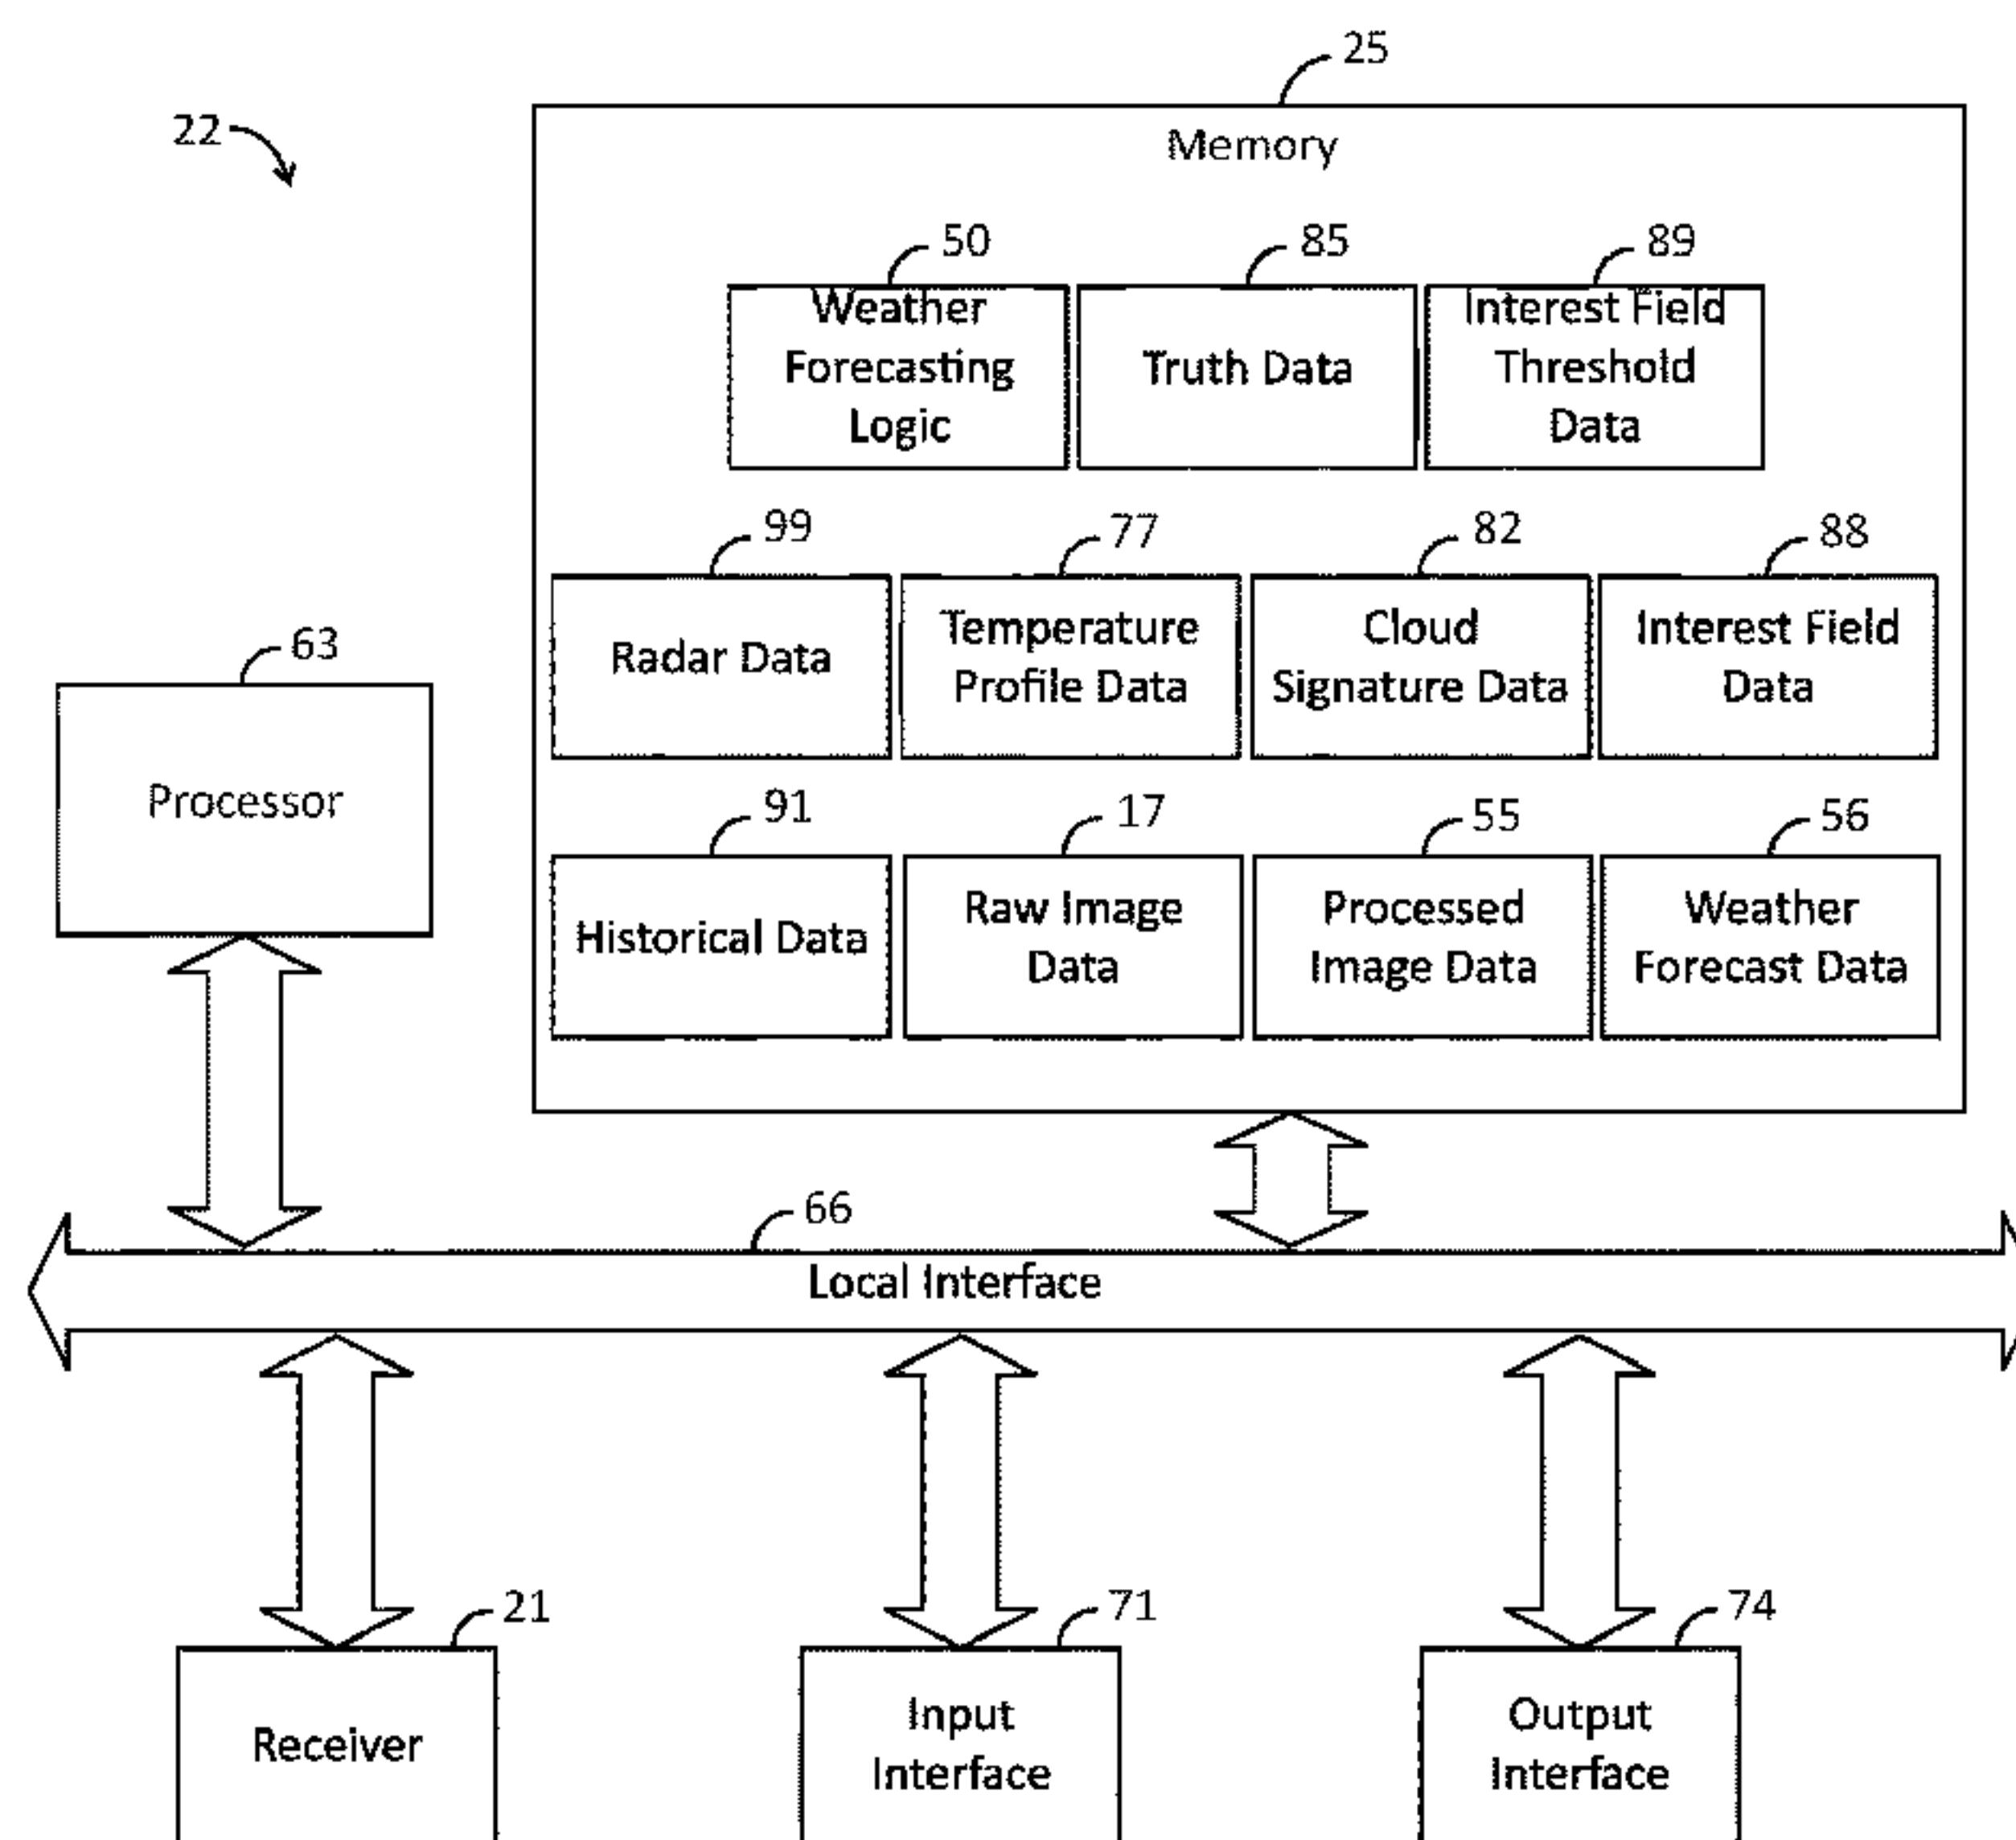 25
22
Memory
50
85
89
Weather
Forecasting
Logic
Truth Data
Interest Field
Threshold
Data
99
77
82
88
Radar Data
Temperature
Profile Data
Cloud
Signature Data
Interest Field
Data
63
Processor
91
17
55
56
Historical Data
Raw Image
Data
Processed
Image Data
Weather
Forecast Data
66
Local Interface
21
71
74
Receiver
Input
Interface
Output
Interface